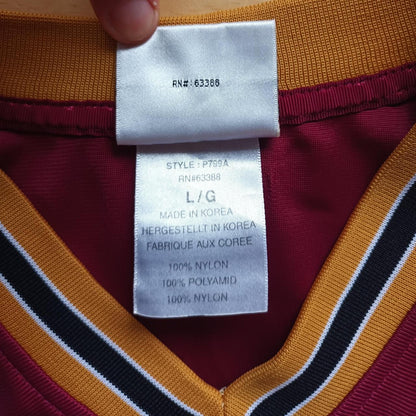 RN#:63388
STYLE : P799A
RN#63388
L/G
MADE IN KOREA
HERGESTELLT IN KOREA
FABRIQUE AUX COREE
100% NYLON
100% POLYAMID
100% NYLON